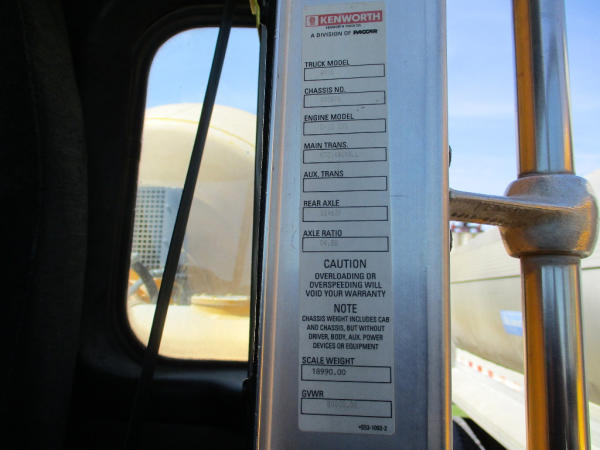 KENWORTH
A DIVISION OF PACCAR
TRUCK MODEL
CHASSIS NO.
ENGINE MODEL
MAIN TRANS.
AUX. TRANS
REAR AXLE
AXLE RATIO
CAUTION
OVERLOADING OR
OVERSPEEDING WILL
VOID YOUR WARRANTY
NOTE
CHASSIS WEIGHT INCLUDES CAB
AND CHASSIS, BUT WITHOUT
DRIVER, BODY, AUX. POWER
DEVICES OR EQUIPMENT
SCALE WEIGHT
18990.00
GVWR